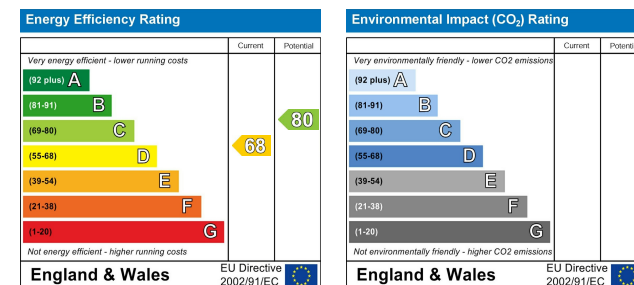 Energy Efficiency Rating
Current Potential
Very energy efficient - lower running costs
(92 plus) A
(81-91) B
(69-80) C
(55-68) D
(39-54) E
(21-38) F
(1-20) G
68
80
Not energy efficient - higher running costs
England & Wales
EU Directive
2002/91/EC
Environmental Impact (CO₂) Rating
Current Potenti
Very environmentally friendly - lower CO2 emissions
(92 plus) A
(81-91) B
(69-80) C
(55-68) D
(39-54) E
(21-38) F
(1-20) G
Not environmentally friendly - higher CO2 emissions
England & Wales
EU Directive
2002/91/EC